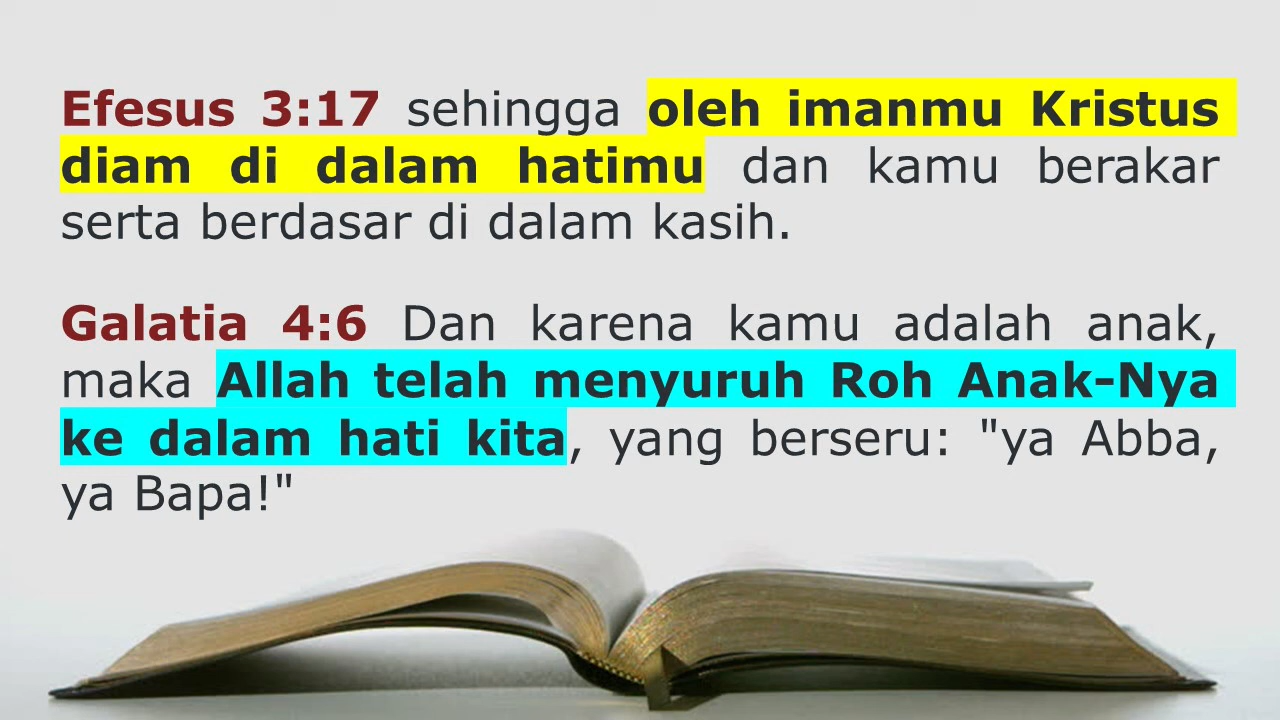 Efesus 3:17 sehingga oleh imanmu Kristus
diam di dalam hatimu dan kamu berakar
serta berdasar di dalam kasih.
Galatia 4:6 Dan karena kamu adalah anak,
maka Allah telah menyuruh Roh Anak-Nya
ke dalam hati kita, yang berseru: "ya Abba,
ya Bapa!"